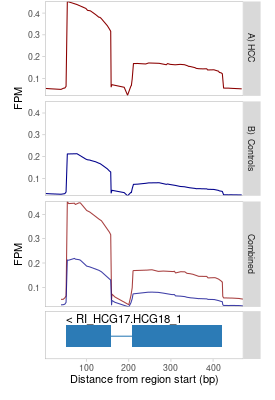 0.4
0.3
0.2
0.1
A) HCC
FPM
0.4
0.3
0.2
0.1
B) Controls
0.4
0.3
0.2
0.1
Combined
FPM
< RI_HCG17.HCG18_1
100
200
300
400
Distance from region start (bp)